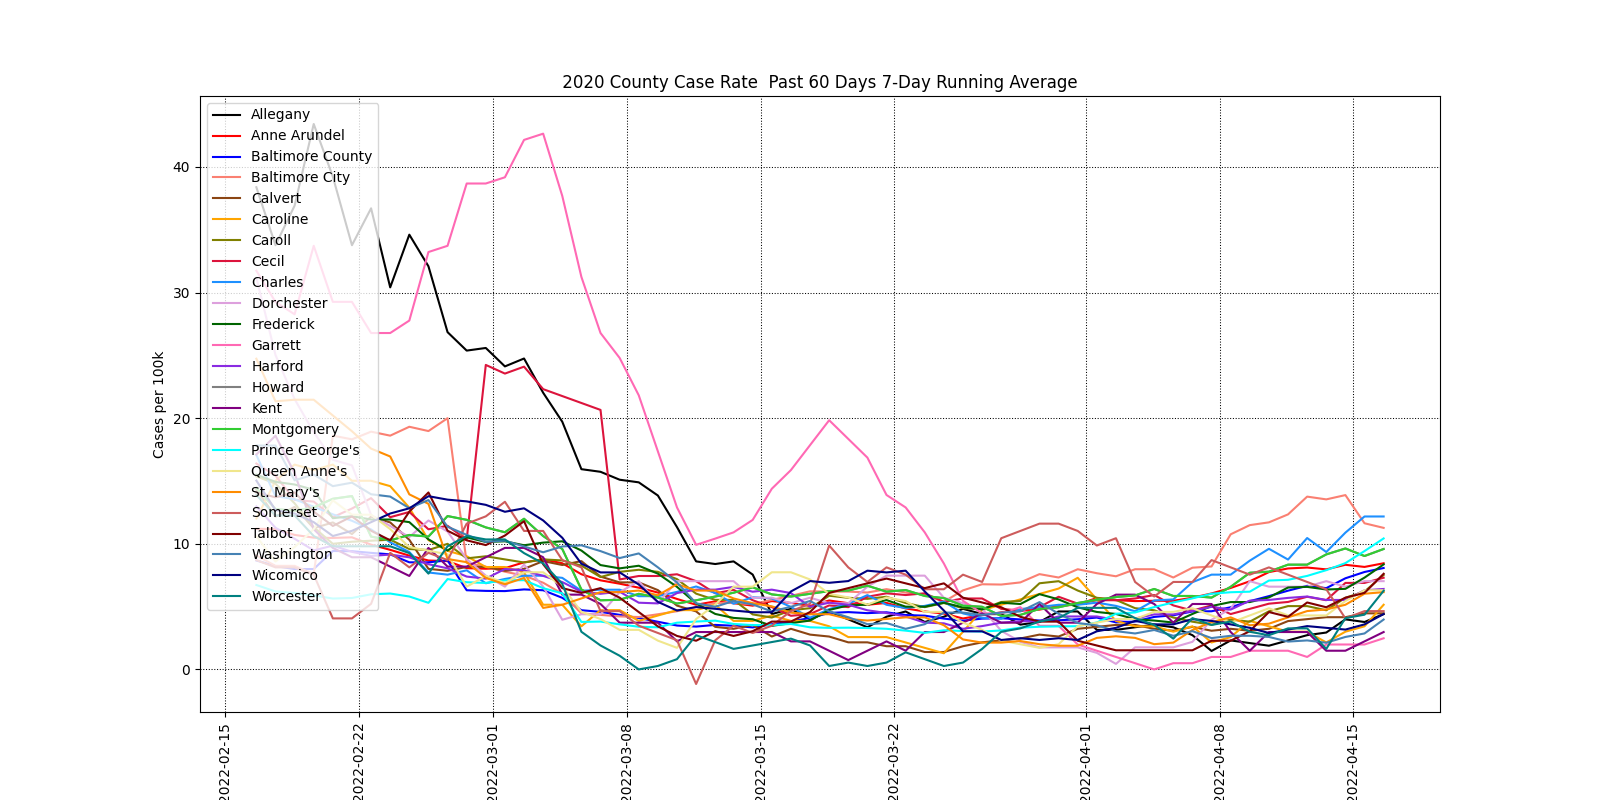 2020 County Case Rate  Past 60 Days 7-Day Running Average
Allegany
Anne Arundel
Baltimore County
Baltimore City
Calvert
Caroline
Caroll
Cecil
Charles
Dorchester
Frederick
Garrett
Harford
Howard
Kent
Montgomery
Prince George's
Queen Anne's
St. Mary's
Somerset
Talbot
Washington
Wicomico
Worcester
Cases per 100k
40
30
20
10
0
2022-02-15
2022-02-22
2022-03-01
2022-03-08
2022-03-15
2022-03-22
2022-04-01
2022-04-08
2022-04-15